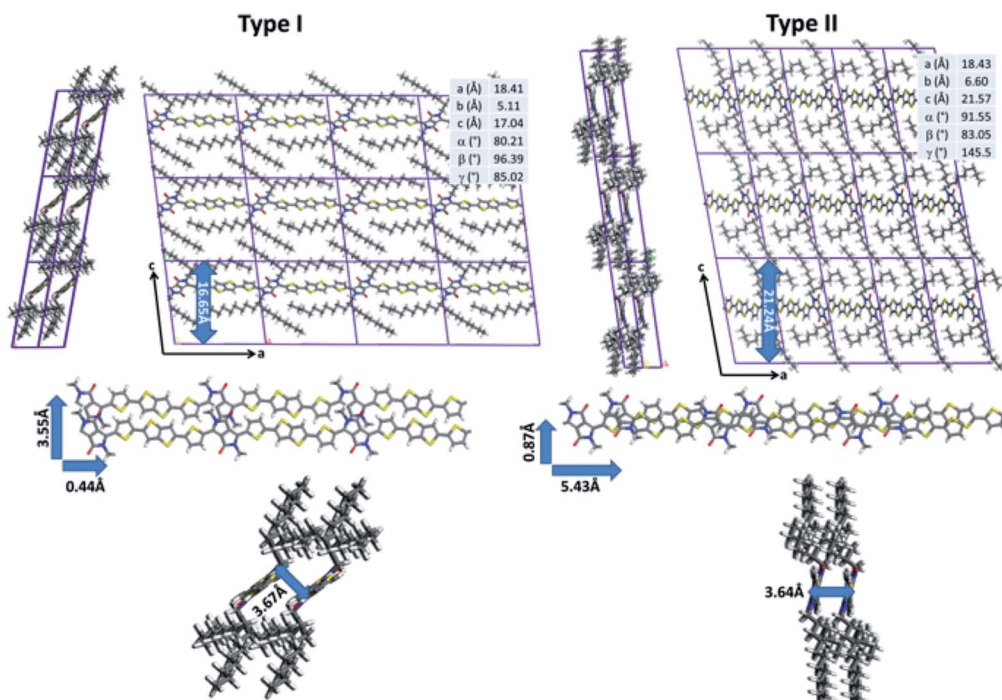 Type I
Type II
a (Å) 18.41
b (Å) 5.11
c (Å) 17.04
α (°) 80.21
β (°) 96.39
γ (°) 85.02
a (Å) 18.43
b (Å) 6.60
c (Å) 21.57
α (°) 91.55
β (°) 83.05
γ (°) 145.5
c
16.65Å
a
c
21.24Å
a
3.55Å
0.44Å
0.87Å
5.43Å
3.67Å
3.64Å